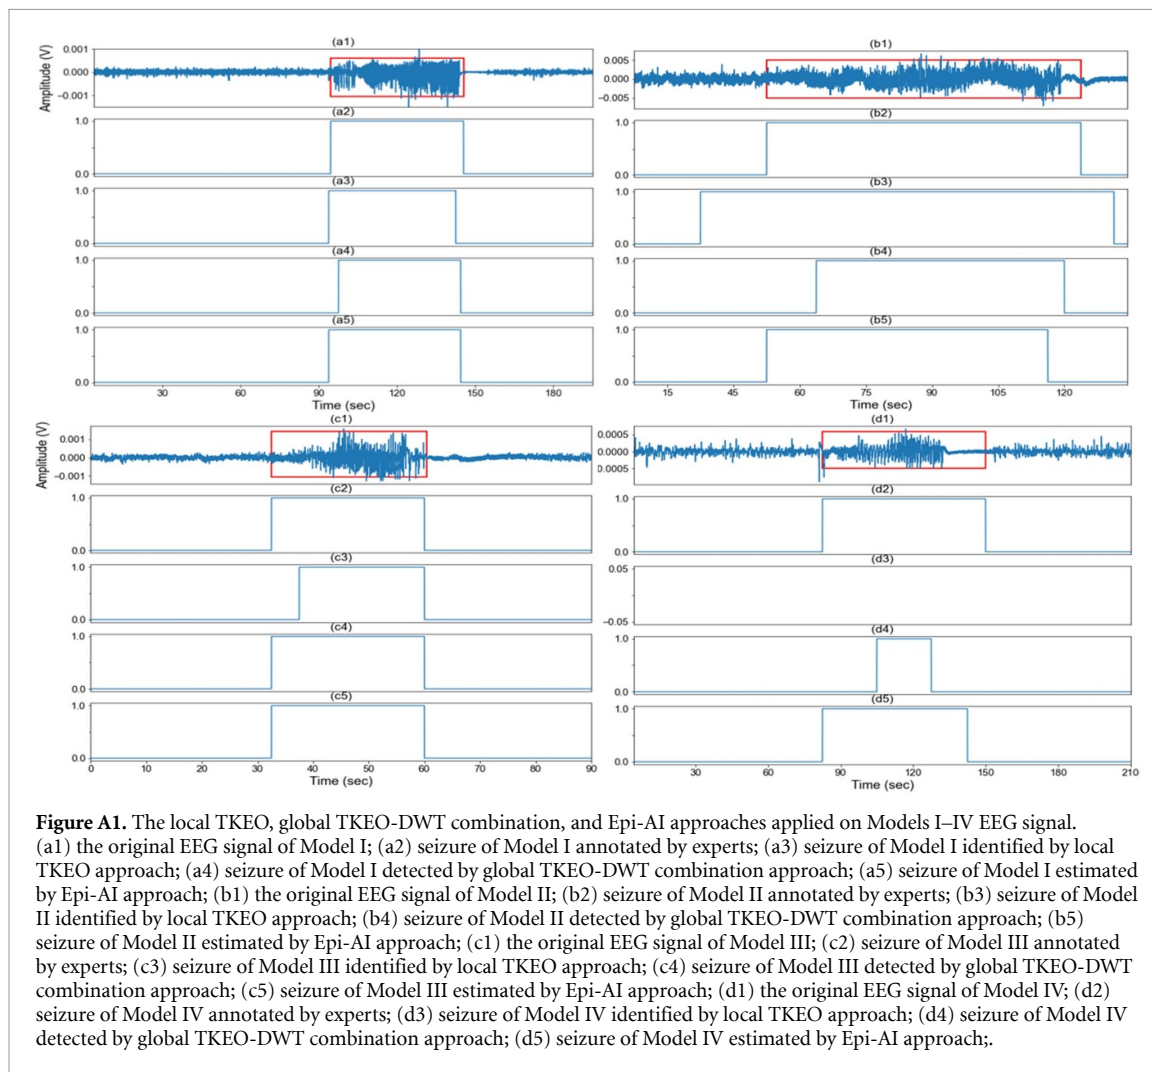 (a1)
Amplitude (V)
0.001
0.000
−0.001
(a2)
1.0
0.0
(a3)
1.0
0.0
(a4)
1.0
0.0
(a5)
1.0
0.0
30 60 90 120 150 180
Time (sec)
(b1)
0.005
0.000
−0.005
(b2)
1.0
0.0
(b3)
1.0
0.0
(b4)
1.0
0.0
(b5)
1.0
0.0
15 30 45 60 75 90 105 120
Time (sec)
(c1)
Amplitude (V)
0.001
0.000
−0.001
(c2)
1.0
0.0
(c3)
1.0
0.0
(c4)
1.0
0.0
(c5)
1.0
0.0
0 10 20 30 40 50 60 70 80 90
Time (sec)
(d1)
0.0005
0.0000
0.0005
(d2)
1.0
0.0
(d3)
0.05
−0.05
(d4)
1.0
0.0
(d5)
1.0
0.0
30 60 90 120 150 180 210
Time (sec)
Figure A1. The local TKEO, global TKEO-DWT combination, and Epi-AI approaches applied on Models I–IV EEG signal.
(a1) the original EEG signal of Model I; (a2) seizure of Model I annotated by experts; (a3) seizure of Model I identified by local
TKEO approach; (a4) seizure of Model I detected by global TKEO-DWT combination approach; (a5) seizure of Model I estimated
by Epi-AI approach; (b1) the original EEG signal of Model II; (b2) seizure of Model II annotated by experts; (b3) seizure of Model
II identified by local TKEO approach; (b4) seizure of Model II detected by global TKEO-DWT combination approach; (b5)
seizure of Model II estimated by Epi-AI approach; (c1) the original EEG signal of Model III; (c2) seizure of Model III annotated
by experts; (c3) seizure of Model III identified by local TKEO approach; (c4) seizure of Model III detected by global TKEO-DWT
combination approach; (c5) seizure of Model III estimated by Epi-AI approach; (d1) the original EEG signal of Model IV; (d2)
seizure of Model IV annotated by experts; (d3) seizure of Model IV identified by local TKEO approach; (d4) seizure of Model IV
detected by global TKEO-DWT combination approach; (d5) seizure of Model IV estimated by Epi-AI approach;.